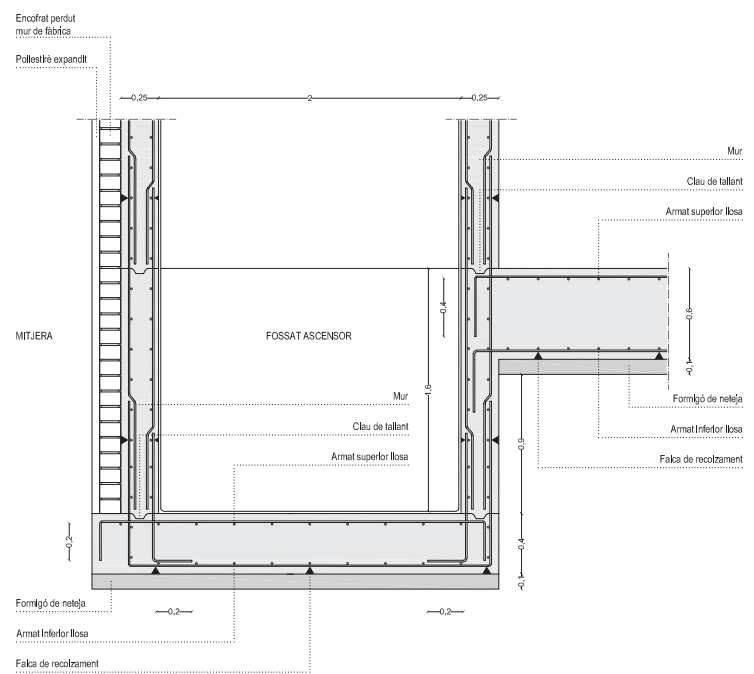 Encofrat perdut
mur de fàbrica
Poliestirè expandit
0,25
2
0,25
Mur
Clau de tallant
Armat superior llosa
0,4
0,6
MITJERA
FOSSAT ASCENSOR
0,1
1,6
Mur
Formigó de neteja
Clau de tallant
Armat inferior llosa
0,9
Armat superior llosa
Falca de recolzament
0,2
0,4
0,1
Formigó de neteja
0,2
0,2
Armat inferior llosa
Falca de recolzament